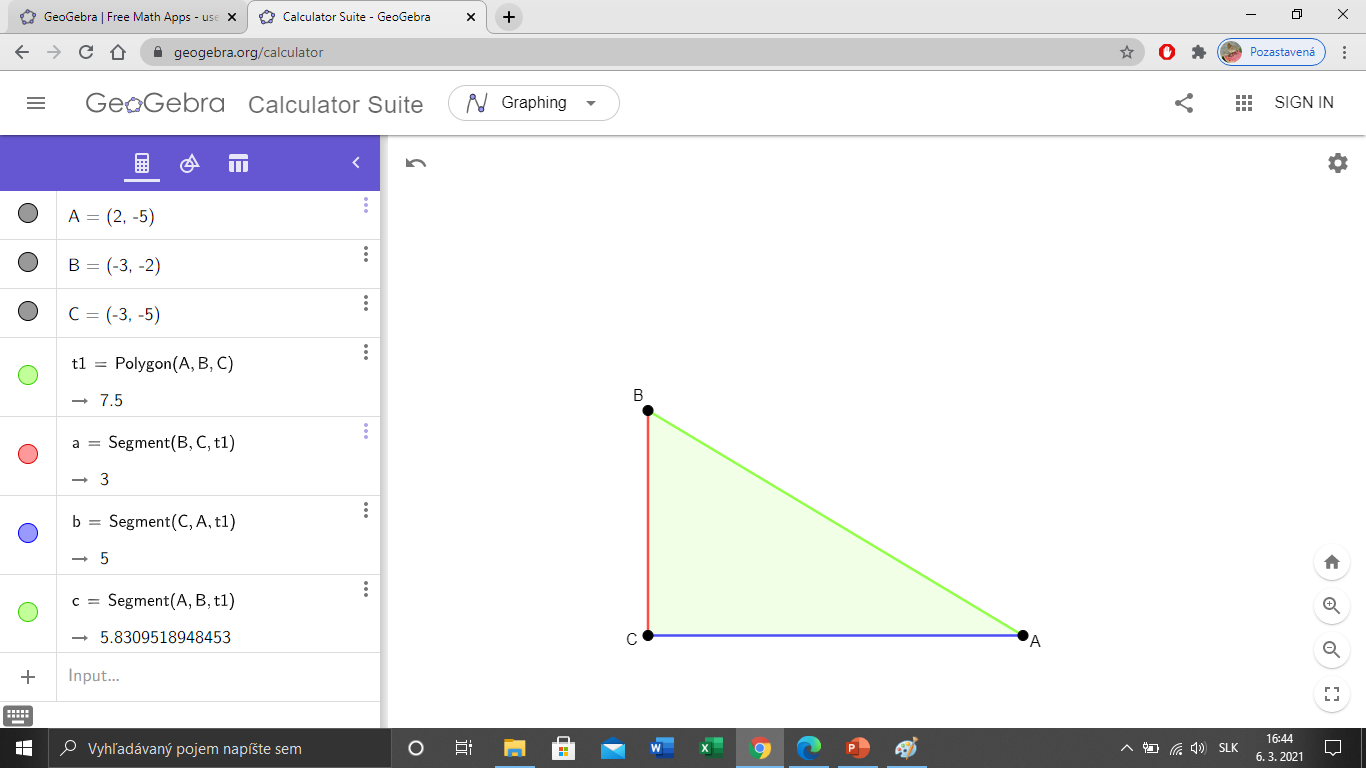 GeoGebra | Free Math Apps - use
Calculator Suite - GeoGebra
geogebra.org/calculator
Pozastavená
GeoGebra Calculator Suite
Graphing
SIGN IN
A = (2, -5)
B = (-3, -2)
C = (-3, -5)
t1 = Polygon(A, B, C)
→ 7.5
a = Segment(B, C, t1)
→ 3
b = Segment(C, A, t1)
→ 5
c = Segment(A, B, t1)
→ 5.8309518948453
Input...
B
C
A
Vyhľadávaný pojem napíšte sem
SLK
16:44
6. 3. 2021